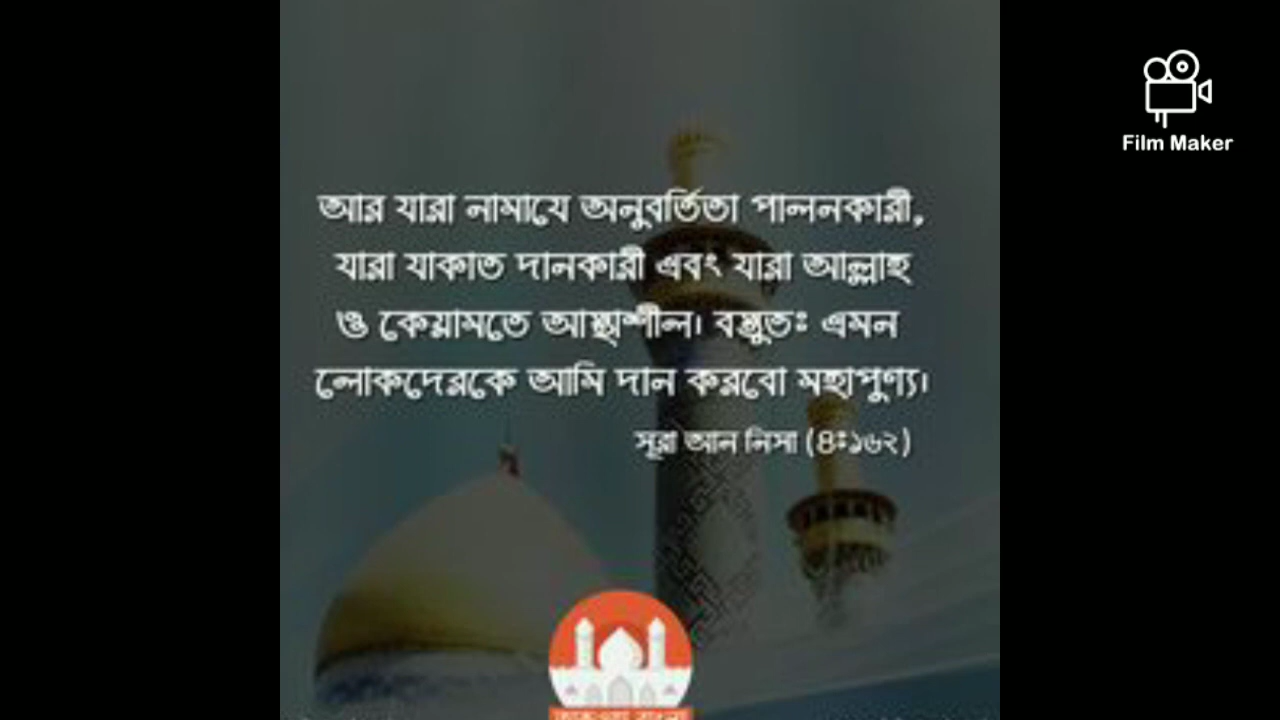 Film Maker
আর যারা নামাযে অনুবর্তিতা পালনকারী,
যারা যাকাত দানকারী এবং যারা আল্লাহ
ও কেয়ামতে আস্থাশীল। বস্তুতঃ এমন
লোকদেরকে আমি দান করবো মহাপুণ্য।
সূরা আন নিসা (৪ঃ১৬২)